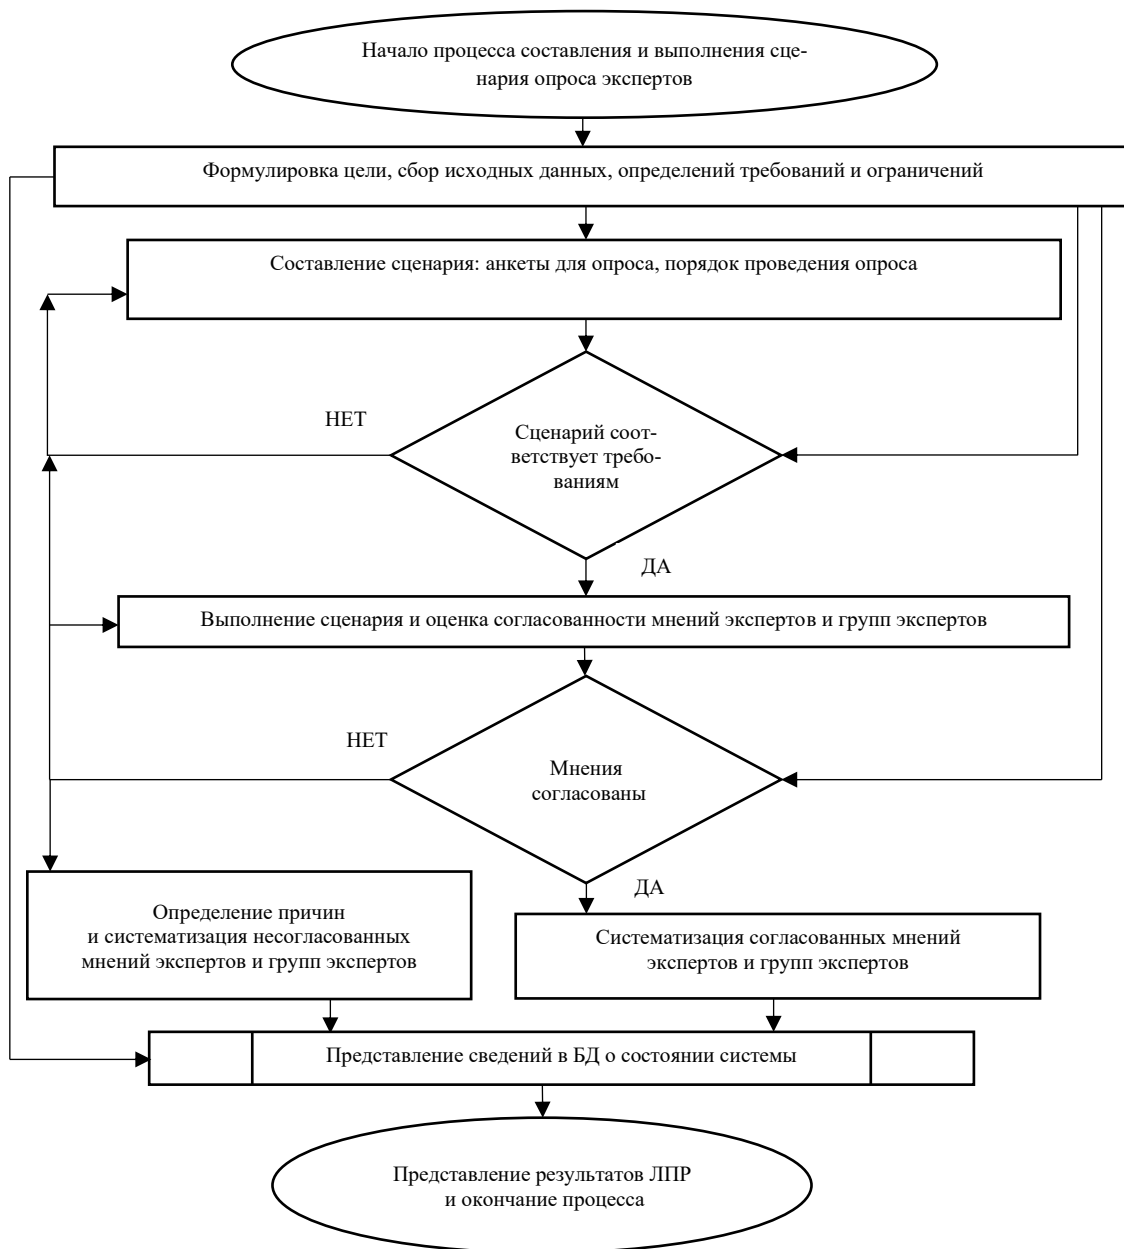 Начало процесса составления и выполнения сце-
нария опроса экспертов
Формулировка цели, сбор исходных данных, определений требований и ограничений
Составление сценария: анкеты для опроса, порядок проведения опроса
НЕТ
Сценарий соот-
ветствует требо-
ваниям
ДА
Выполнение сценария и оценка согласованности мнений экспертов и групп экспертов
НЕТ
Мнения
согласованы
ДА
Определение причин
и систематизация несогласованных
мнений экспертов и групп экспертов
Систематизация согласованных мнений
экспертов и групп экспертов
Представление сведений в БД о состоянии системы
Представление результатов ЛПР
и окончание процесса